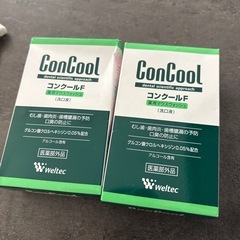 ConCool
dental scientific approach
コンクールF
薬用マウスウォッシュ
〈洗口液〉
むし歯・歯肉炎・歯槽膿漏の予防
口臭の防止に
グルコン酸クロルヘキシジン0.05%配合
アルコール含有
医薬部外品
Weltec
ConCool
dental scientific approach
コンクールF
薬用マウスウォッシュ
〈洗口液〉
むし歯・歯肉炎・歯槽膿漏の予防
口臭の防止に
グルコン酸クロルヘキシジン0.05%配合
アルコール含有
医薬部外品
Weltec